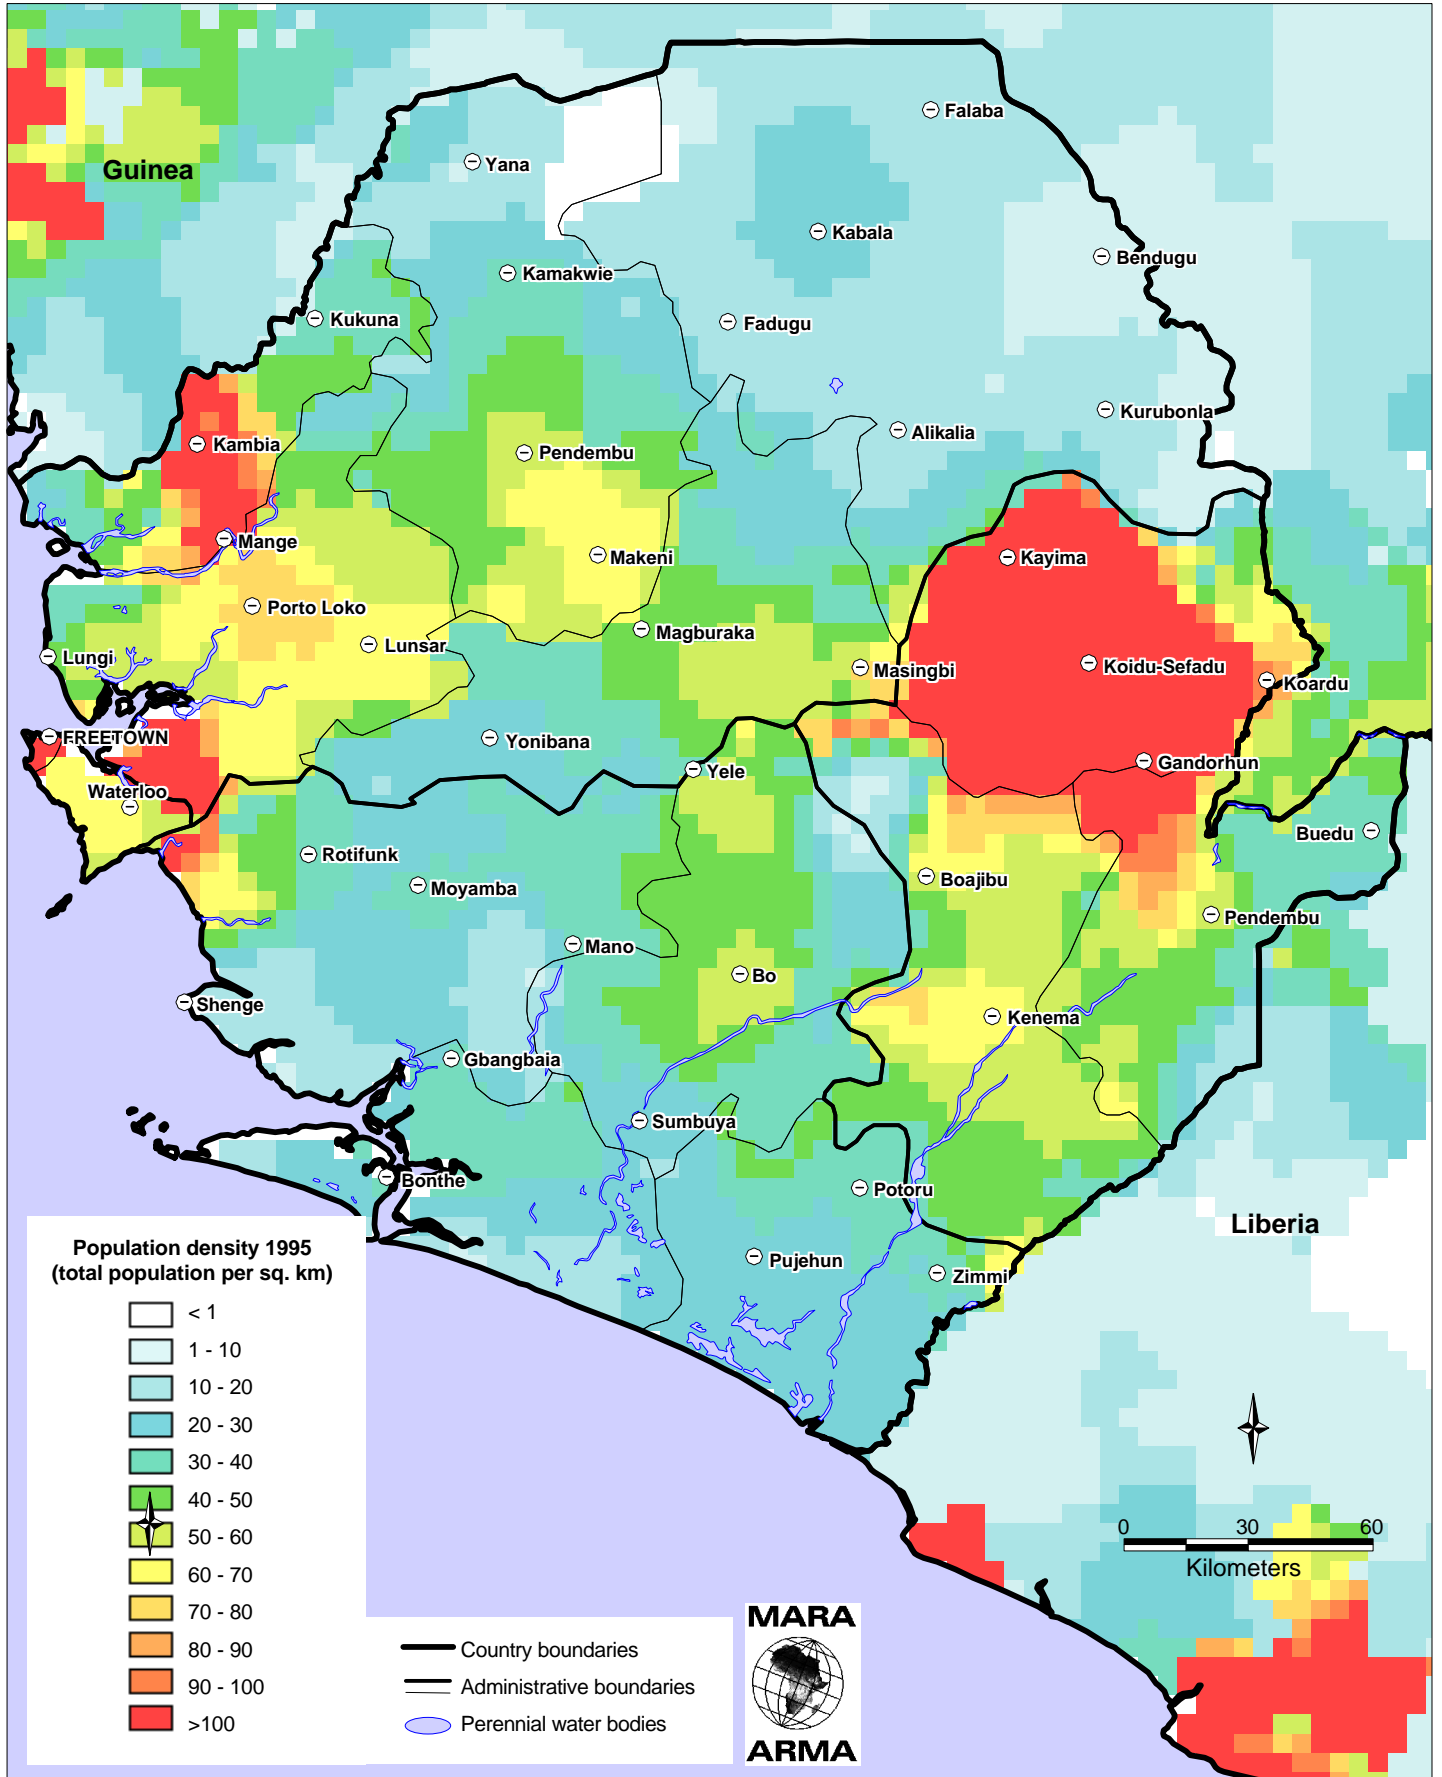 Falaba
Guinea
Yana
Kabala
Bendugu
Kamakwie
Kukuna
Fadugu
Kurubonla
Kambia
Alikalia
Pendembu
Mange
Makeni
Kayima
Porto Loko
Magburaka
Lunsar
Lungi
Masingbi
Koidu-Sefadu
Koardu
FREETOWN
Yonibana
Gandorhun
Yele
Waterloo
Buedu
Rotifunk
Moyamba
Boajibu
Pendembu
Mano
Bo
Shenge
Kenema
Gbangbaia
Sumbuya
Bonthe
Potoru
Liberia
Pujehun
Zimmi
Population density 1995
(total population per sq. km)
< 1
1 - 10
10 - 20
20 - 30
30 - 40
40 - 50
50 - 60
60 - 70
70 - 80
80 - 90
90 - 100
>100
0 30 60
Kilometers
Country boundaries
Administrative boundaries
Perennial water bodies
MARA
ARMA